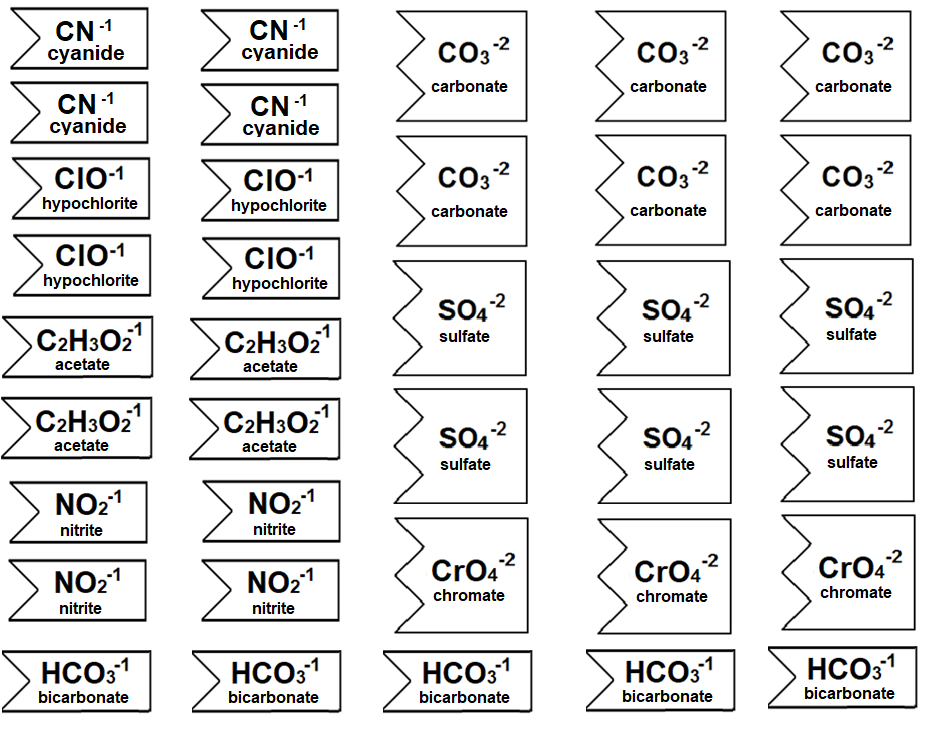 CN -1
cyanide
CN -1
cyanide
CO3-2
carbonate
CO3-2
carbonate
CO3-2
carbonate
CN -1
cyanide
CN -1
cyanide
ClO-1
hypochlorite
ClO-1
hypochlorite
CO3-2
carbonate
CO3-2
carbonate
CO3-2
carbonate
ClO-1
hypochlorite
ClO-1
hypochlorite
SO4-2
sulfate
SO4-2
sulfate
SO4-2
sulfate
C2H3O2-1
acetate
C2H3O2-1
acetate
C2H3O2-1
acetate
C2H3O2-1
acetate
SO4-2
sulfate
SO4-2
sulfate
SO4-2
sulfate
NO2-1
nitrite
NO2-1
nitrite
NO2-1
nitrite
NO2-1
nitrite
CrO4-2
chromate
CrO4-2
chromate
CrO4-2
chromate
HCO3-1
bicarbonate
HCO3-1
bicarbonate
HCO3-1
bicarbonate
HCO3-1
bicarbonate
HCO3-1
bicarbonate